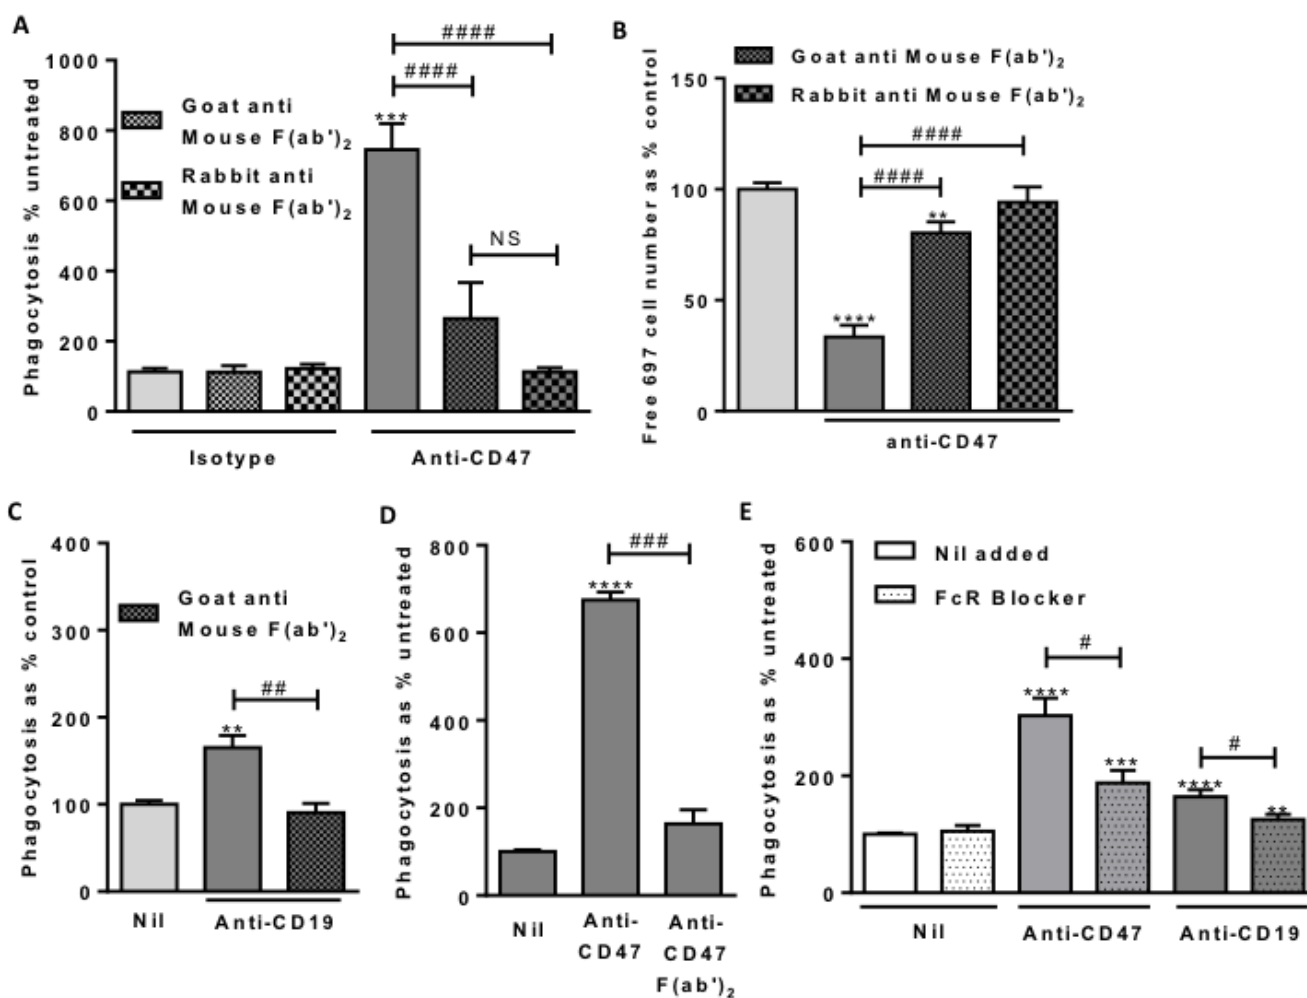 A
Phagocytosis % untreated
1000
800
600
400
200
0
Goat anti
Mouse F(ab')2
Rabbit anti
Mouse F(ab')2
####
####
***
NS
Isotype
Anti-CD47
B
Free 697 cell number as % control
150
100
50
0
Goat anti Mouse F(ab')2
Rabbit anti Mouse F(ab')2
####
####
**
****
anti-CD47
C
Phagocytosis as % control
400
300
200
100
0
Goat anti
Mouse F(ab')2
##
**
Nil
Anti-CD19
D
Phagocytosis as % untreated
800
600
400
200
0
###
****
Nil
Anti-
CD47
Anti-
CD47
F(ab')2
E
Phagocytosis as % untreated
600
400
200
0
Nil added
FcR Blocker
#
****
***
#
****
**
Nil
Anti-CD47
Anti-CD19